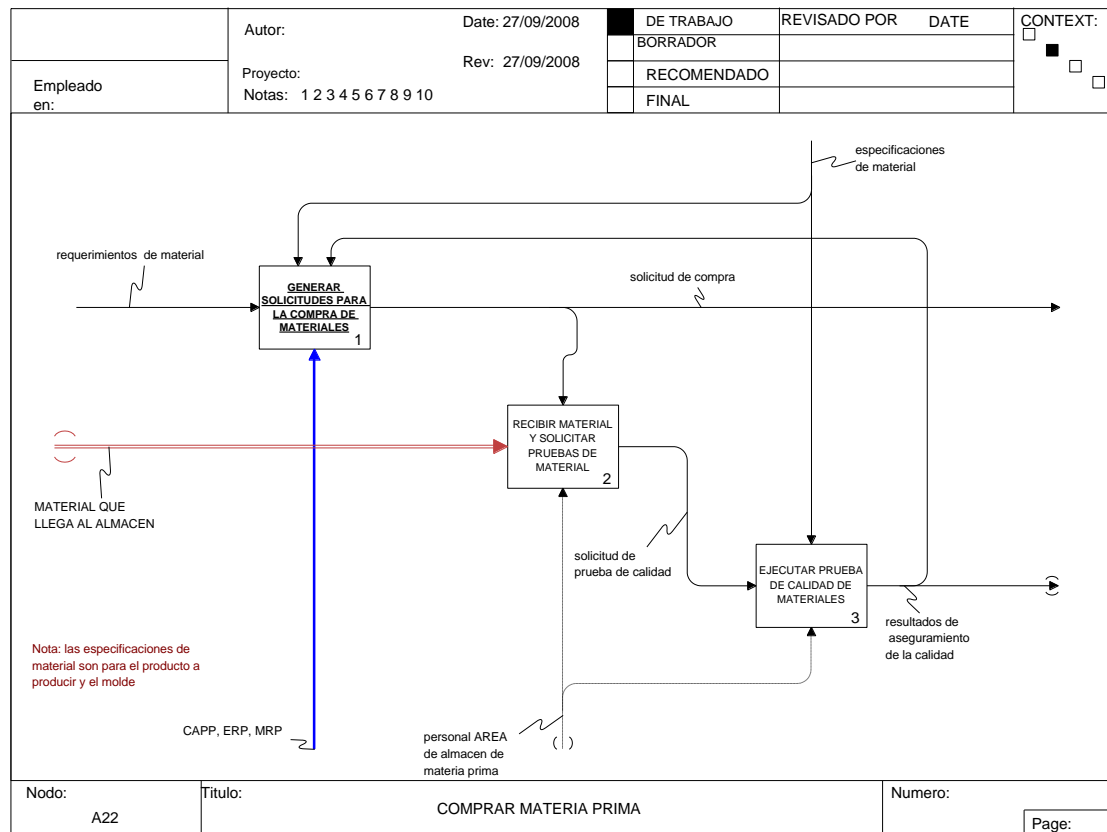 Empleado
en:
Autor:
Date: 27/09/2008
Rev: 27/09/2008
Proyecto:
Notas: 1 2 3 4 5 6 7 8 9 10
DE TRABAJO
BORRADOR
RECOMENDADO
FINAL
REVISADO POR
DATE
CONTEXT:
especificaciones
de material
requerimientos de material
GENERAR
SOLICITUDES PARA
LA COMPRA DE
MATERIALES
1
solicitud de compra
RECIBIR MATERIAL
Y SOLICITAR
PRUEBAS DE
MATERIAL
2
MATERIAL QUE
LLEGA AL ALMACEN
solicitud de
prueba de calidad
EJECUTAR PRUEBA
DE CALIDAD DE
MATERIALES
3
resultados de
aseguramiento
de la calidad
Nota: las especificaciones de
material son para el producto a
producir y el molde
CAPP, ERP, MRP
personal AREA
de almacen de
materia prima
Nodo:
A22
Titulo:
COMPRAR MATERIA PRIMA
Numero:
Page: